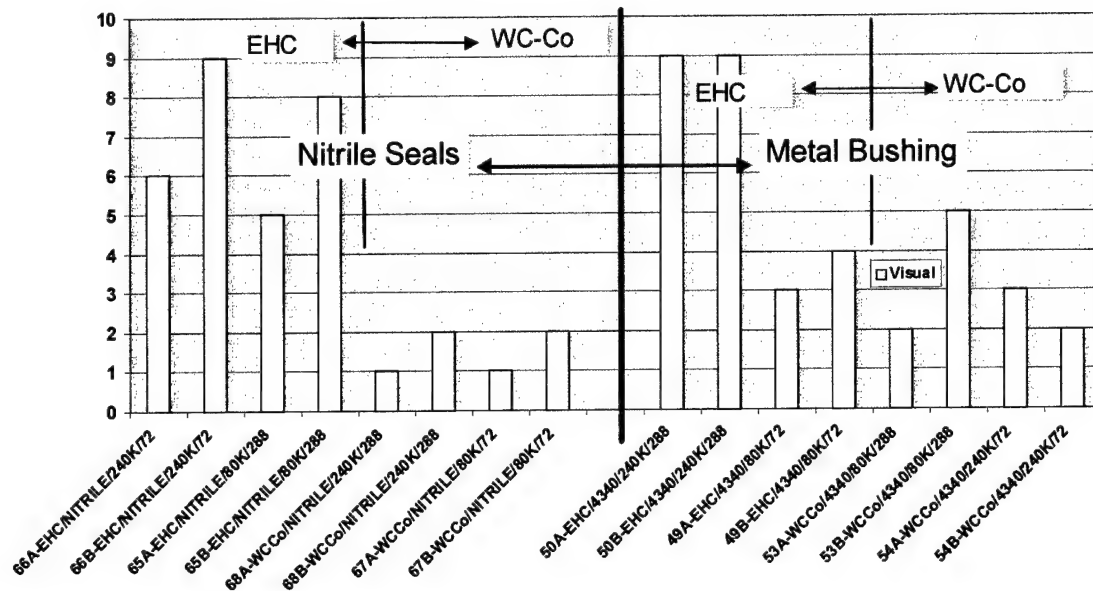 10
9
8
7
6
5
4
3
2
1
0
EHC
WC-Co
Nitrile Seals
EHC
WC-Co
Metal Bushing
Visual
66A-EHC/NITRILE/240K/72
66B-EHC/NITRILE/240K/72
65A-EHC/NITRILE/80K/288
65B-EHC/NITRILE/80K/288
68A-WCCo/NITRILE/240K/288
68B-WCCo/NITRILE/240K/288
67A-WCCo/NITRILE/80K/72
67B-WCCo/NITRILE/80K/72
50A-EHC/4340/240K/288
50B-EHC/4340/240K/288
49A-EHC/4340/80K/72
49B-EHC/4340/80K/72
53A-WCCo/4340/80K/288
53B-WCCo/4340/80K/288
54A-WCCo/4340/240K/72
54B-WCCo/4340/240K/72